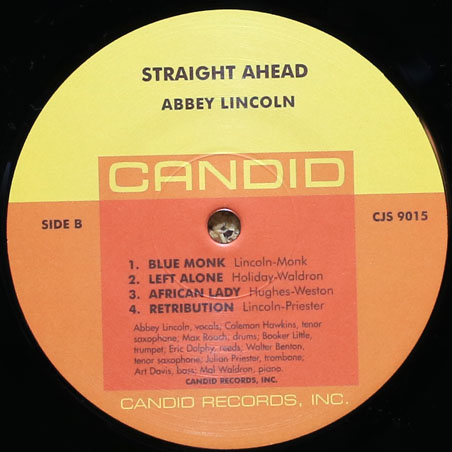 STRAIGHT AHEAD
ABBEY LINCOLN
CANDID
SIDE B
CJS 9015
1. BLUE MONK Lincoln-Monk
2. LEFT ALONE Holiday-Waldron
3. AFRICAN LADY Hughes-Weston
4. RETRIBUTION Lincoln-Priester
Abbey Lincoln, vocals; Coleman Hawkins, tenor
saxophone; Max Roach, drums; Booker Little,
trumpet; Eric Dolphy, reeds; Walter Benton,
tenor saxophone; Julian Priester, trombone;
Art Davis, bass; Mal Waldron, piano.
CANDID RECORDS, INC.
CANDID RECORDS, INC.